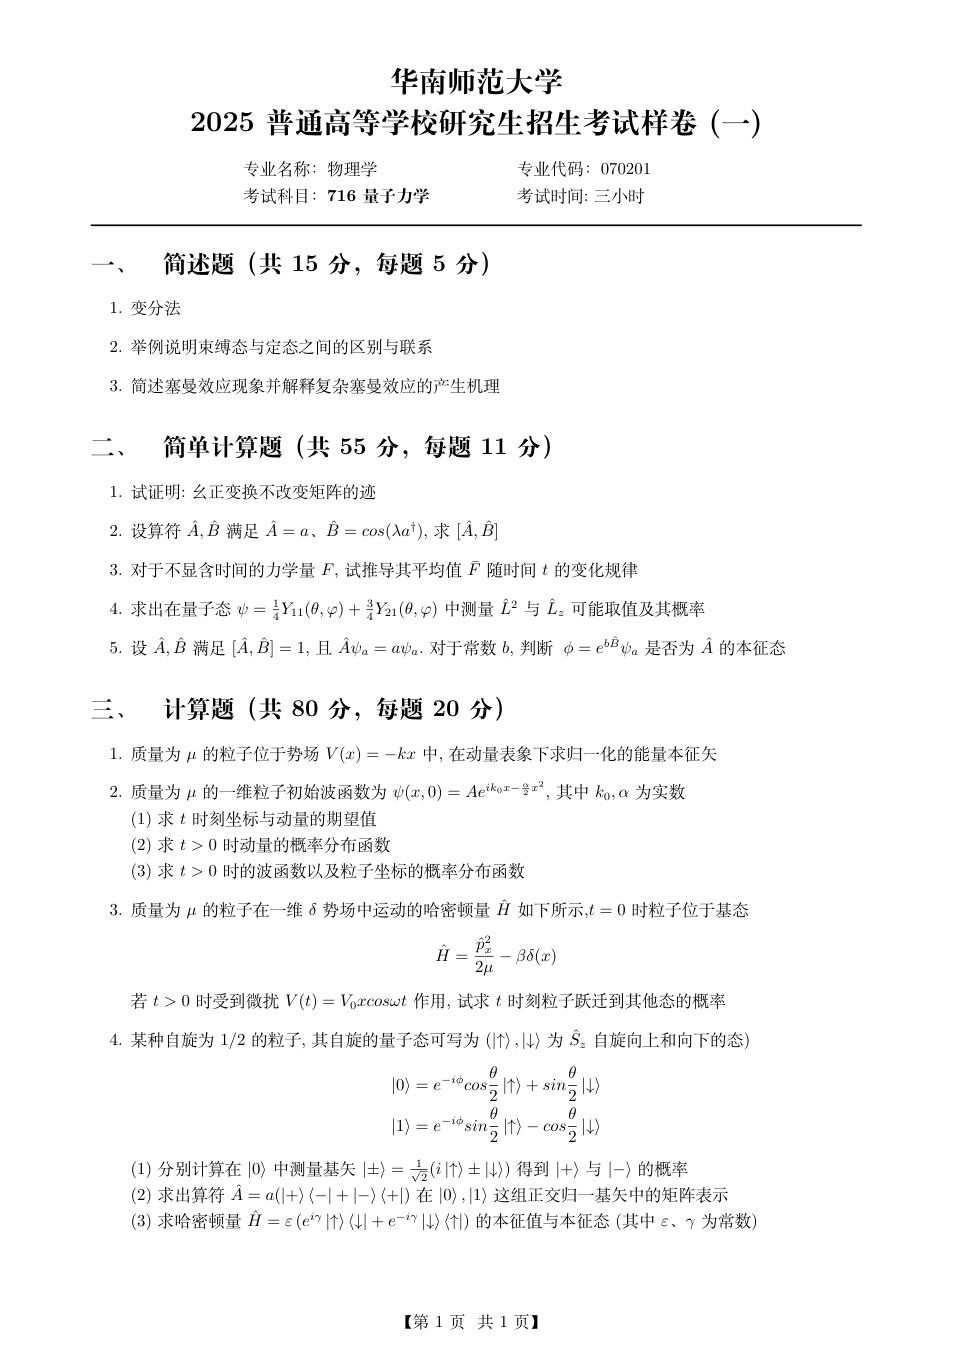 华南师范大学
2025 普通高等学校研究生招生考试样卷 (一)
专业名称：物理学 专业代码：070201
考试科目：716 量子力学 考试时间: 三小时
一、 简述题（共 15 分，每题 5 分）
1. 变分法
2. 举例说明束缚态与定态之间的区别与联系
3. 简述塞曼效应现象并解释复杂塞曼效应的产生机理
二、 简单计算题（共 55 分，每题 11 分）
1. 试证明: 幺正变换不改变矩阵的迹
2. 设算符 Â, B̂ 满足 Â = a、B̂ = cos(λa†), 求 [Â, B̂]
3. 对于不显含时间的力学量 F, 试推导其平均值 F̄ 随时间 t 的变化规律
4. 求出在量子态 ψ = 1/4 Y₁₁(θ, φ) + 3/4 Y₂₁(θ, φ) 中测量 L̂² 与 L̂_z 可能取值及其概率
5. 设 Â, B̂ 满足 [Â, B̂] = 1, 且 Âψ_a = aψ_a. 对于常数 b, 判断 ϕ = e^{bB̂}ψ_a 是否为 Â 的本征态
三、 计算题（共 80 分，每题 20 分）
1. 质量为 μ 的粒子位于势场 V(x) = −kx 中, 在动量表象下求归一化的能量本征矢
2. 质量为 μ 的一维粒子初始波函数为 ψ(x, 0) = Ae^{ik₀x−α/2 x²}, 其中 k₀, α 为实数
(1) 求 t 时刻坐标与动量的期望值
(2) 求 t > 0 时动量的概率分布函数
(3) 求 t > 0 时的波函数以及粒子坐标的概率分布函数
3. 质量为 μ 的粒子在一维 δ 势场中运动的哈密顿量 Ĥ 如下所示,t = 0 时粒子位于基态
Ĥ = p̂_x²/2μ − βδ(x)
若 t > 0 时受到微扰 V(t) = V₀xcosωt 作用, 试求 t 时刻粒子跃迁到其他态的概率
4. 某种自旋为 1/2 的粒子, 其自旋的量子态可写为 (|↑⟩, |↓⟩ 为 Ŝ_z 自旋向上和向下的态)
|0⟩ = e^{−iϕ}cos θ/2 |↑⟩ + sin θ/2 |↓⟩
|1⟩ = e^{−iϕ}sin θ/2 |↑⟩ − cos θ/2 |↓⟩
(1) 分别计算在 |0⟩ 中测量基矢 |±⟩ = 1/√2 (i |↑⟩ ± |↓⟩) 得到 |+⟩ 与 |−⟩ 的概率
(2) 求出算符 Â = a(|+⟩ ⟨−| + |−⟩ ⟨+|) 在 |0⟩, |1⟩ 这组正交归一基矢中的矩阵表示
(3) 求哈密顿量 Ĥ = ε (e^{iγ} |↑⟩ ⟨↓| + e^{−iγ} |↓⟩ ⟨↑|) 的本征值与本征态 (其中 ε、γ 为常数)
【第 1 页 共 1 页】